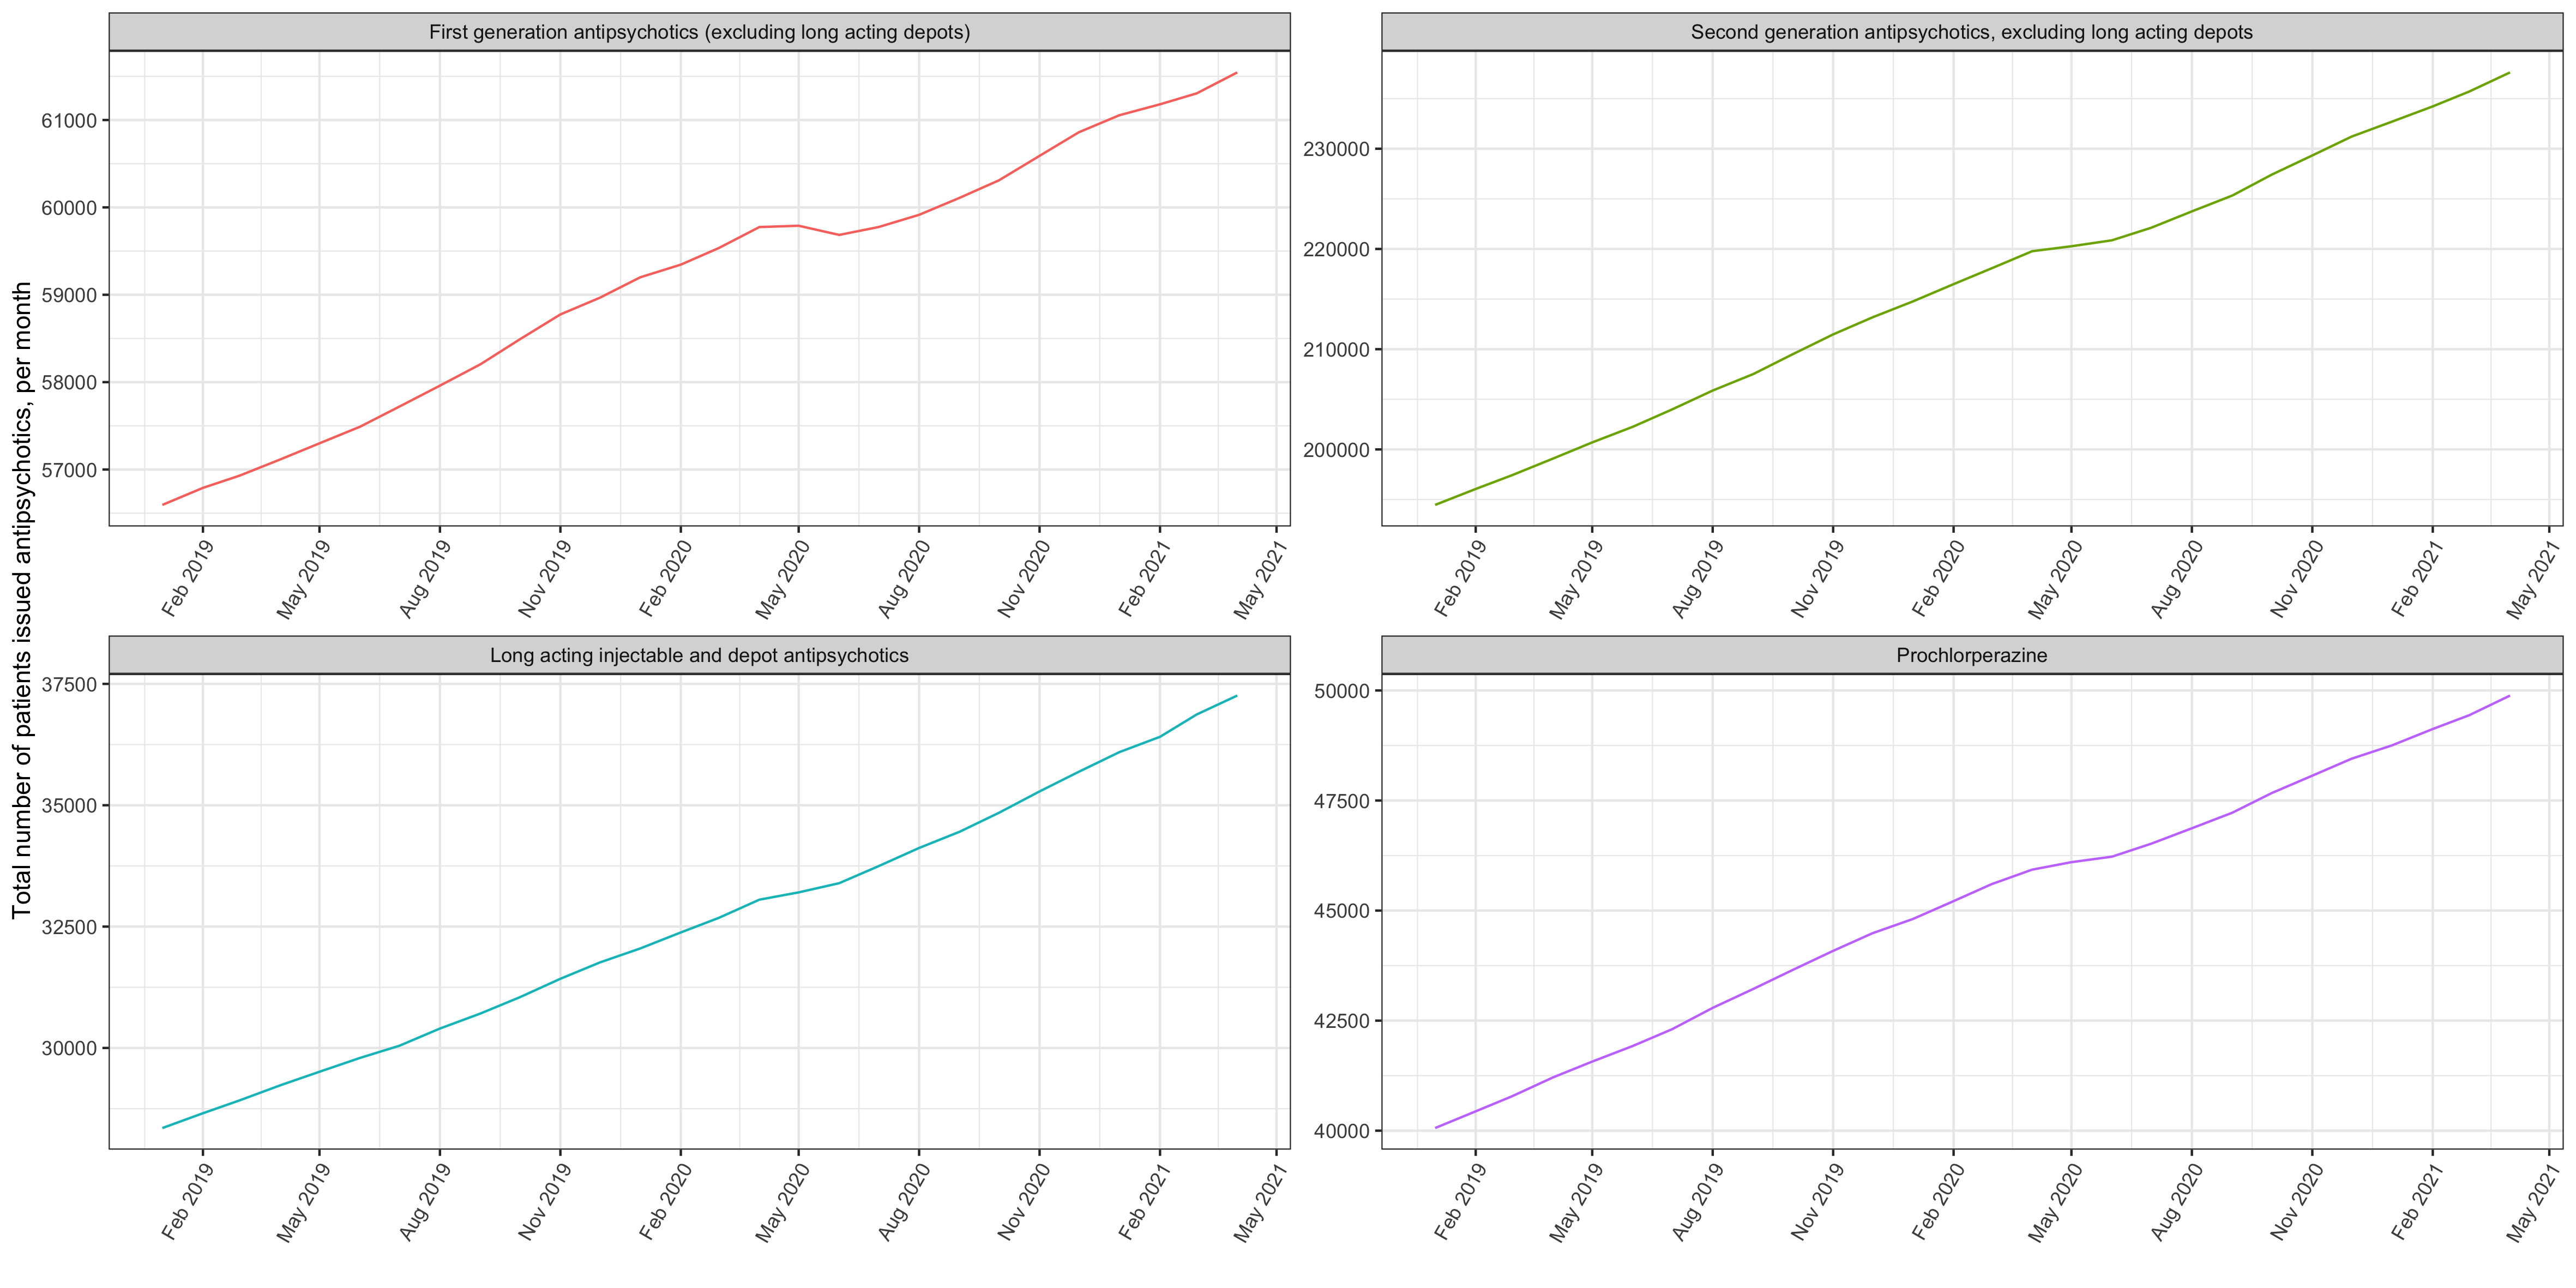 Total number of patients issued antipsychotics, per month
First generation antipsychotics (excluding long acting depots)
61000
60000
59000
58000
57000
Feb 2019
May 2019
Aug 2019
Nov 2019
Feb 2020
May 2020
Aug 2020
Nov 2020
Feb 2021
May 2021
Second generation antipsychotics, excluding long acting depots
230000
220000
210000
200000
Feb 2019
May 2019
Aug 2019
Nov 2019
Feb 2020
May 2020
Aug 2020
Nov 2020
Feb 2021
May 2021
Long acting injectable and depot antipsychotics
37500
35000
32500
30000
Feb 2019
May 2019
Aug 2019
Nov 2019
Feb 2020
May 2020
Aug 2020
Nov 2020
Feb 2021
May 2021
Prochlorperazine
50000
47500
45000
42500
40000
Feb 2019
May 2019
Aug 2019
Nov 2019
Feb 2020
May 2020
Aug 2020
Nov 2020
Feb 2021
May 2021